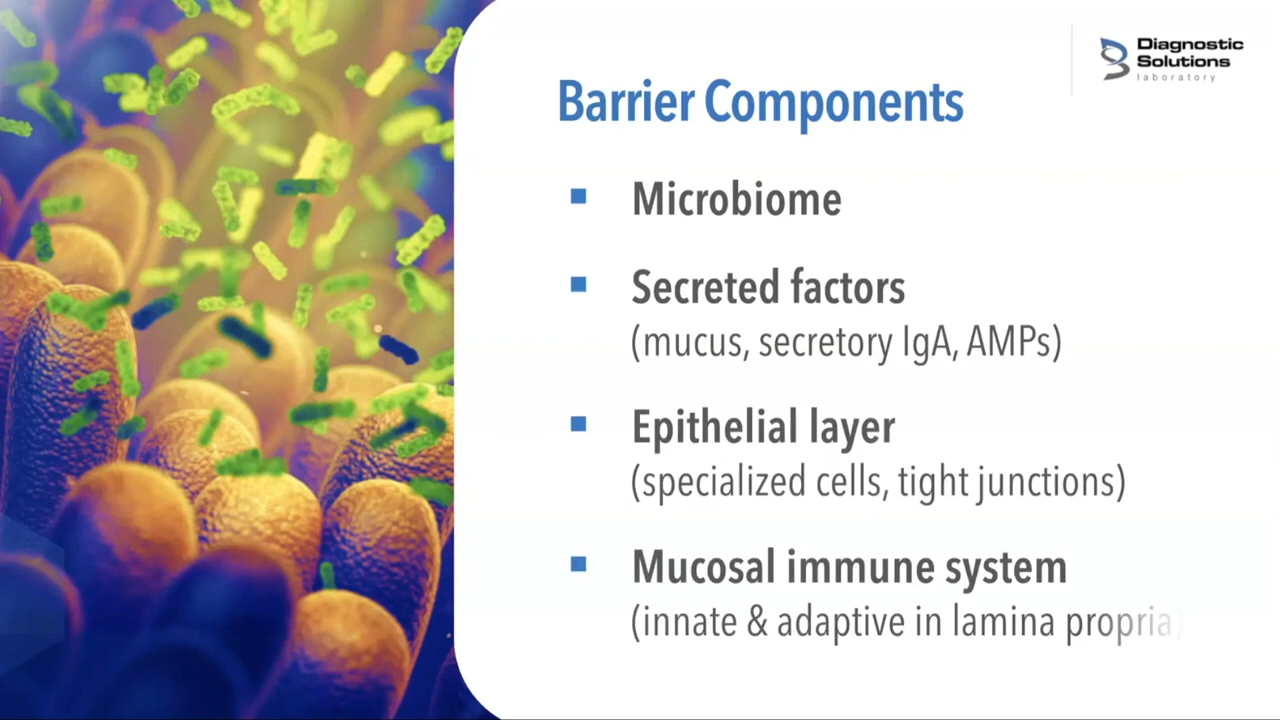 Diagnostic
Solutions
laboratory
Barrier Components
▪ Microbiome
▪ Secreted factors
(mucus, secretory IgA, AMPs)
▪ Epithelial layer
(specialized cells, tight junctions)
▪ Mucosal immune system
(innate & adaptive in lamina propria)